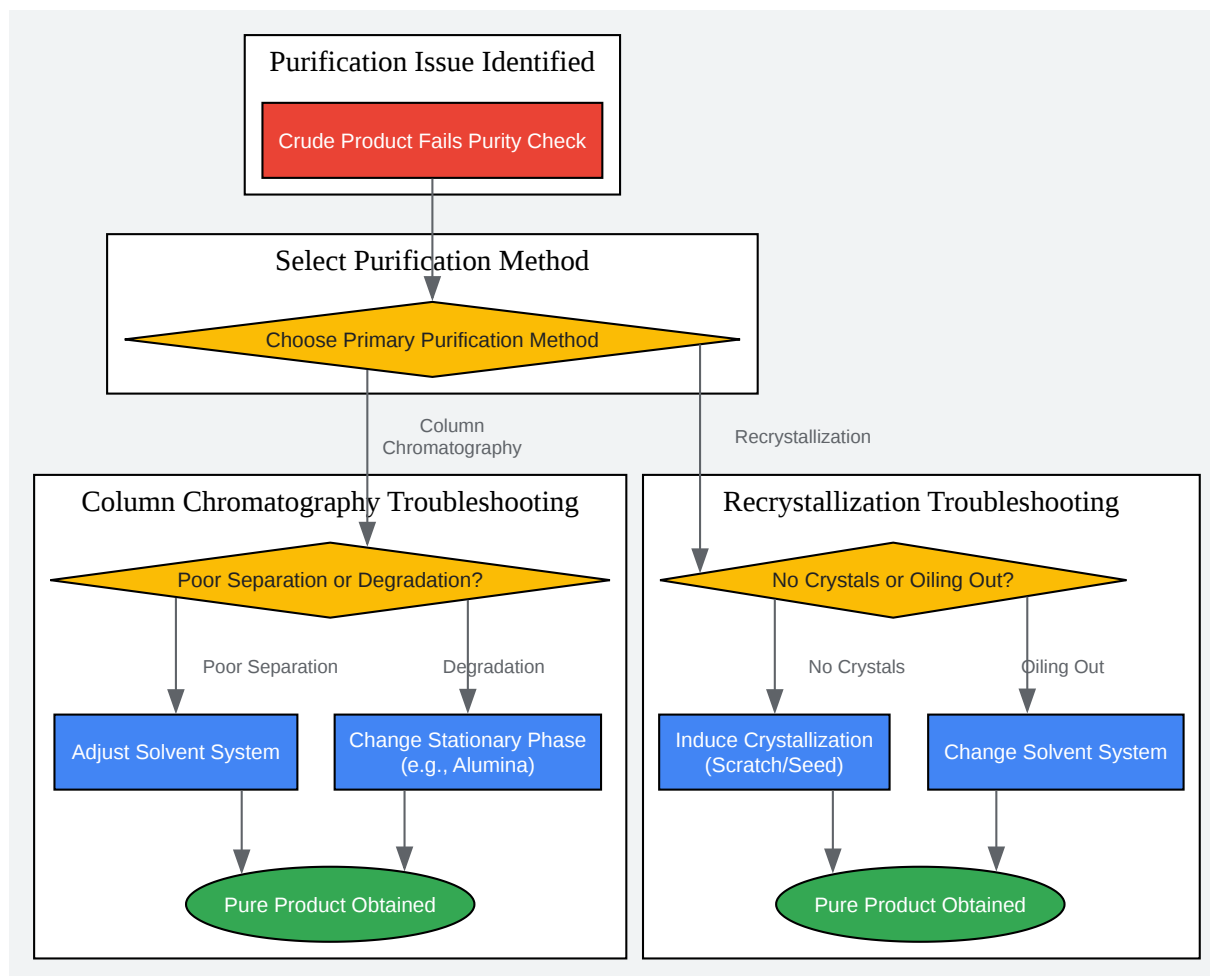 Purification Issue Identified
Crude Product Fails Purity Check
Select Purification Method
Choose Primary Purification Method
Column
Chromatography
Recrystallization
Column Chromatography Troubleshooting
Poor Separation or Degradation?
Poor Separation
Degradation
Adjust Solvent System
Change Stationary Phase
(e.g., Alumina)
Pure Product Obtained
Recrystallization Troubleshooting
No Crystals or Oiling Out?
No Crystals
Oiling Out
Induce Crystallization
(Scratch/Seed)
Change Solvent System
Pure Product Obtained